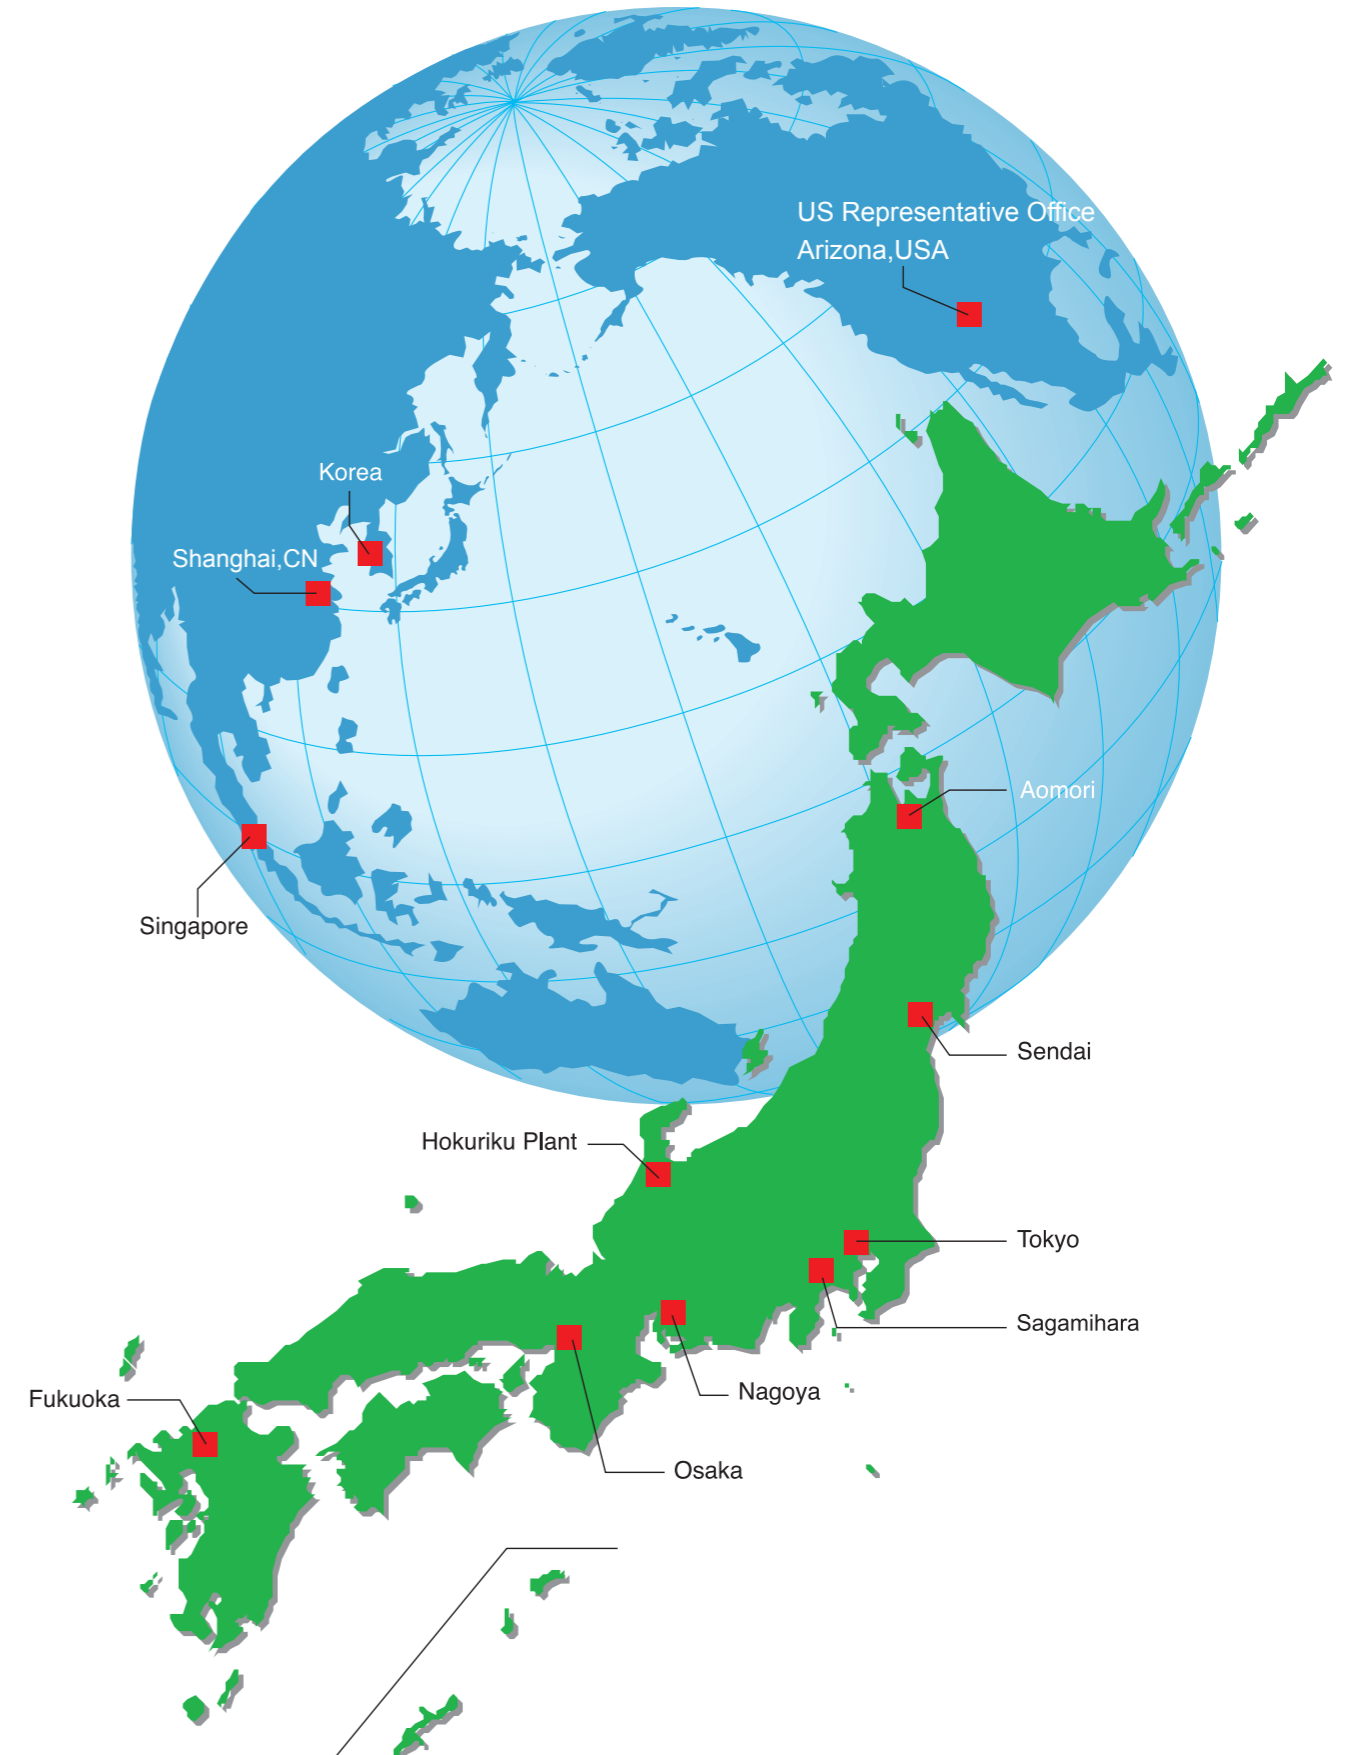 US Representative Office
Arizona,USA
Korea
Shanghai,CN
Aomori
Singapore
Sendai
Hokuriku Plant
Tokyo
Sagamihara
Nagoya
Fukuoka
Osaka